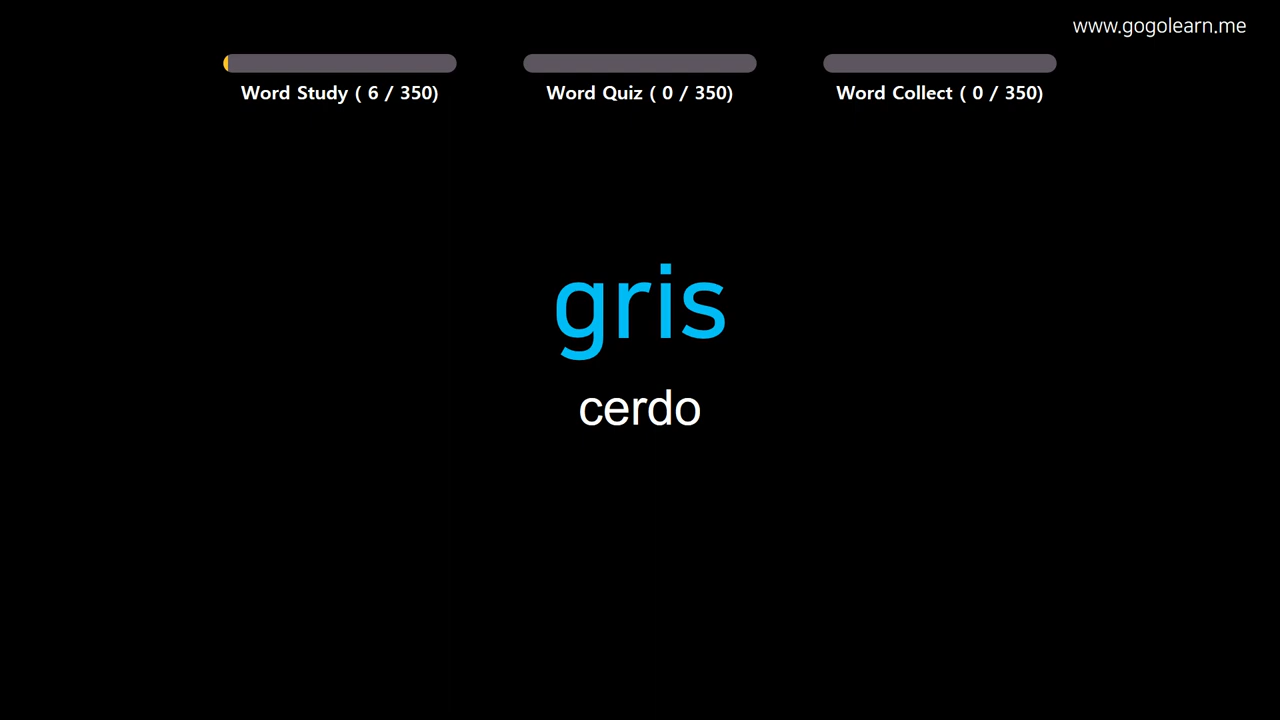 www.gogolearn.me
Word Study ( 6 / 350)
Word Quiz ( 0 / 350)
Word Collect ( 0 / 350)
gris
cerdo